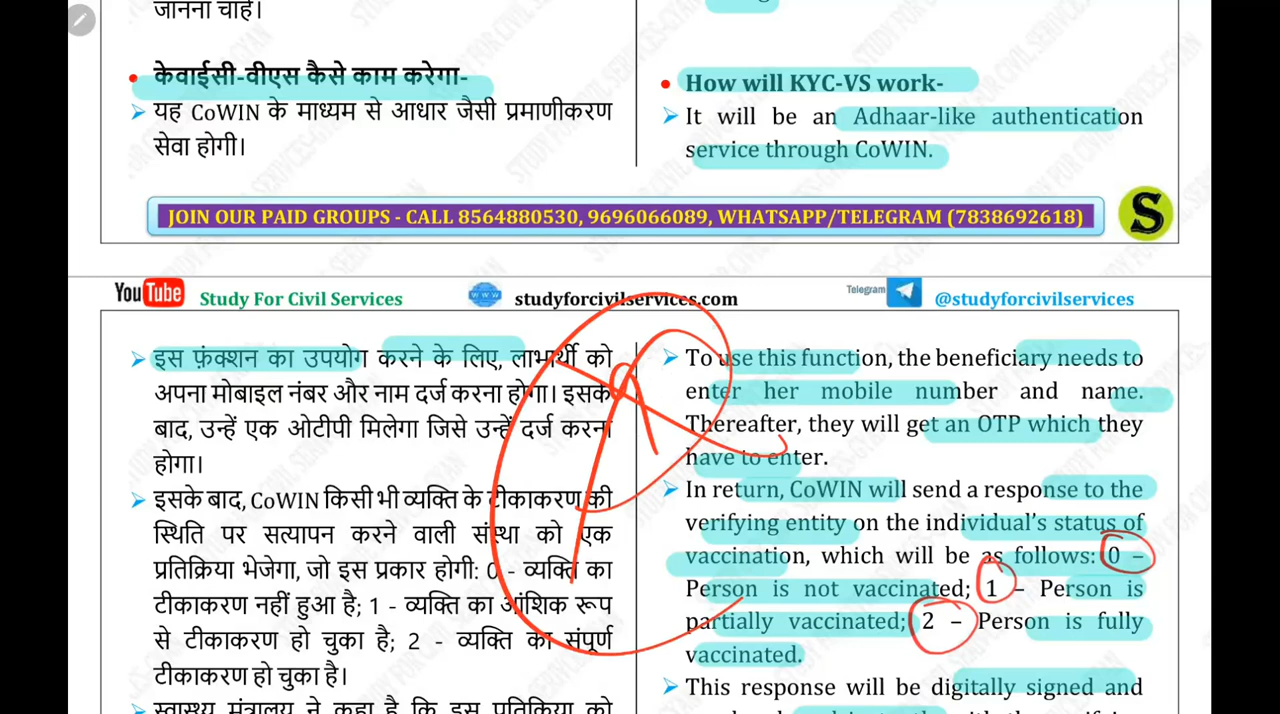 जानना चाहें।
केवाईसी-वीएस कैसे काम करेगा-
यह CoWIN के माध्यम से आधार जैसी प्रमाणीकरण
सेवा होगी।
How will KYC-VS work-
It will be an Adhaar-like authentication
service through CoWIN.
JOIN OUR PAID GROUPS - CALL 8564880530, 9696066089, WHATSAPP/TELEGRAM (7838692618)
S
YouTube Study For Civil Services
www studyforcivilservices.com
Telegram @studyforcivilservices
इस फ़ंक्शन का उपयोग करने के लिए, लाभार्थी को
अपना मोबाइल नंबर और नाम दर्ज करना होगा। इसके
बाद, उन्हें एक ओटीपी मिलेगा जिसे उन्हें दर्ज करना
होगा।
इसके बाद, CoWIN किसी भी व्यक्ति के टीकाकरण की
स्थिति पर सत्यापन करने वाली संस्था को एक
प्रतिक्रिया भेजेगा, जो इस प्रकार होगी: 0 - व्यक्ति का
टीकाकरण नहीं हुआ है; 1 - व्यक्ति का आंशिक रूप
से टीकाकरण हो चुका है; 2 - व्यक्ति का संपूर्ण
टीकाकरण हो चुका है।
स्वास्थ्य मंत्रालय ने कहा है कि इस प्रतिक्रिया को
To use this function, the beneficiary needs to
enter her mobile number and name.
Thereafter, they will get an OTP which they
have to enter.
In return, CoWIN will send a response to the
verifying entity on the individual's status of
vaccination, which will be as follows: 0 –
Person is not vaccinated; 1 – Person is
partially vaccinated; 2 – Person is fully
vaccinated.
This response will be digitally signed and